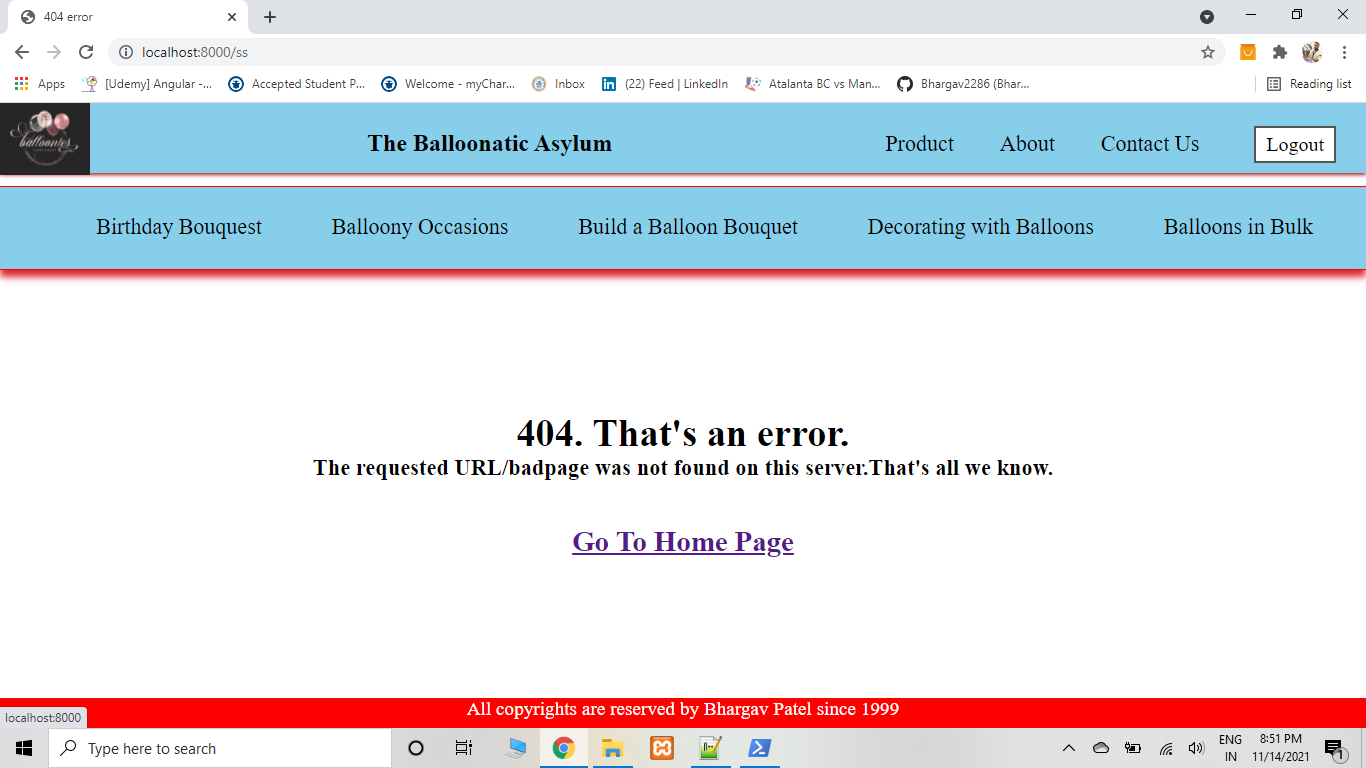 404 error
localhost:8000/ss
Apps [Udemy] Angular -... Accepted Student P... Welcome - myChar... Inbox (22) Feed | LinkedIn Atalanta BC vs Man... Bhargav2286 (Bhar... Reading list
balloontes
The Balloonatic Asylum Product About Contact Us Logout
Birthday Bouquest Balloony Occasions Build a Balloon Bouquet Decorating with Balloons Balloons in Bulk
404. That's an error.
The requested URL/badpage was not found on this server.That's all we know.
Go To Home Page
All copyrights are reserved by Bhargav Patel since 1999
localhost:8000
Type here to search
ENG
IN
8:51 PM
11/14/2021
1